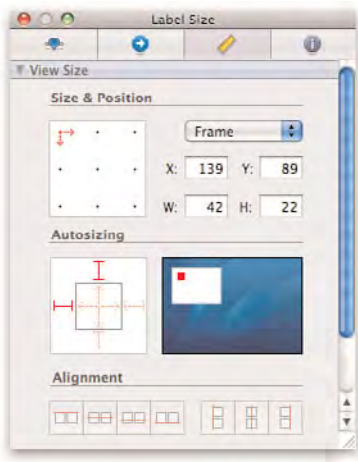 Label Size
View Size
Size & Position
Frame
X: 139 Y: 89
W: 42 H: 22
Autosizing
Alignment